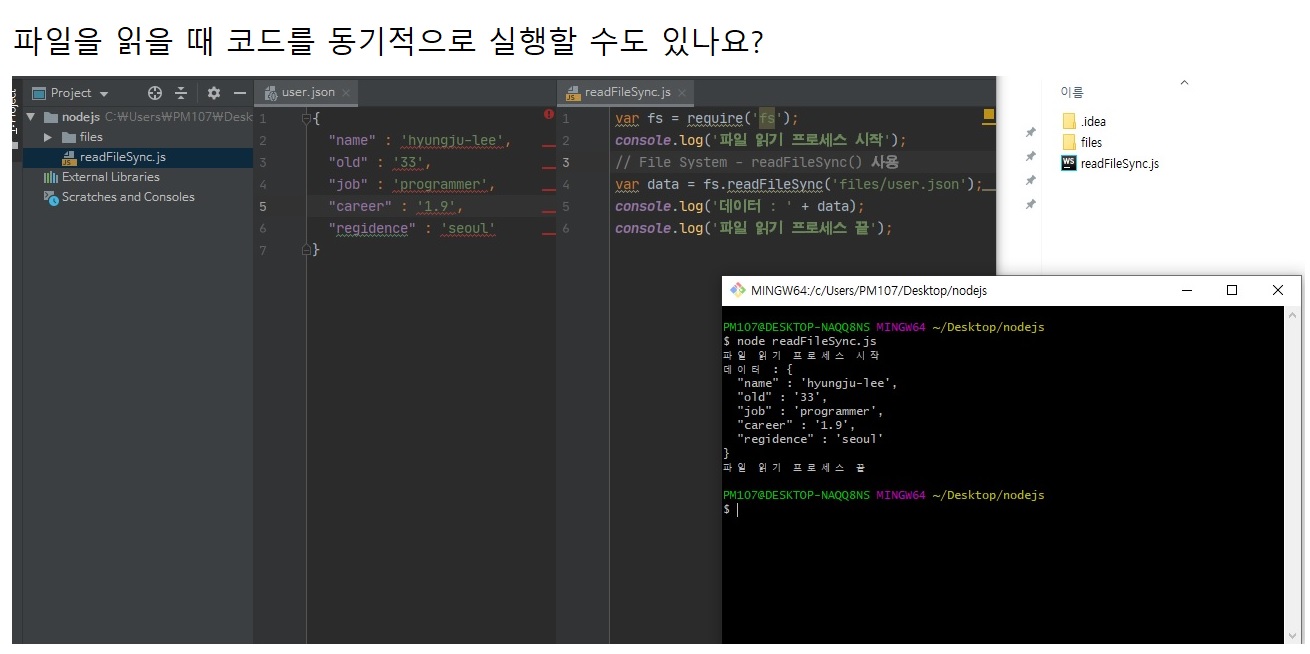 파일을 읽을 때 코드를 동기적으로 실행할 수도 있나요?
Project
nodejs C:₩Users₩PM107₩Desk
files
readFileSync.js
External Libraries
Scratches and Consoles
user.json
1 {
2 "name" : 'hyungju-lee',
3 "old" : '33',
4 "job" : 'programmer',
5 "career" : '1.9',
6 "regidence" : 'seoul'
7 }
readFileSync.js
1 var fs = require('fs');
2 console.log('파일 읽기 프로세스 시작');
3 // File System - readFileSync() 사용
4 var data = fs.readFileSync('files/user.json');
5 console.log('데이터 : ' + data);
6 console.log('파일 읽기 프로세스 끝');
이름
.idea
files
WS readFileSync.js
MINGW64:/c/Users/PM107/Desktop/nodejs
PM107@DESKTOP-NAQQ8NS MINGW64 ~/Desktop/nodejs
$ node readFileSync.js
파일 읽기 프로세스 시작
데이터 : {
"name" : 'hyungju-lee',
"old" : '33',
"job" : 'programmer',
"career" : '1.9',
"regidence" : 'seoul'
}
파일 읽기 프로세스 끝
PM107@DESKTOP-NAQQ8NS MINGW64 ~/Desktop/nodejs
$